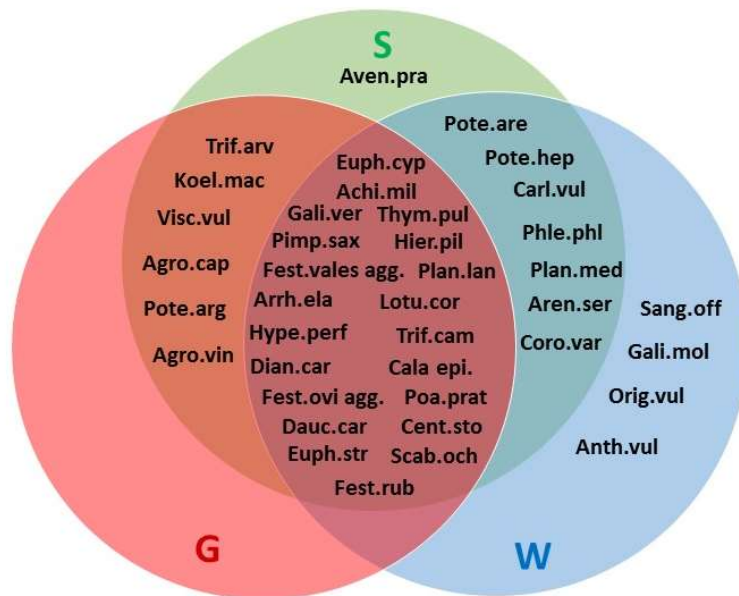 S
Aven.pra
Pote.are
Trif.arv
Euph.cyp
Pote.hep
Koel.mac
Achi.mil
Carl.vul
Visc.vul
Gali.ver Thym.pul
Phle.phl
Pimp.sax Hier.pil
Agro.cap
Fest.vales agg. Plan.lan
Plan.med
Pote.arg
Arrh.ela Lotu.cor
Aren.ser
Sang.off
Hype.perf Trif.cam
Coro.var
Agro.vin
Gali.mol
Dian.car Cala epi.
Fest.ovi agg. Poa.prat
Orig.vul
Dauc.car Cent.sto
Anth.vul
Euph.str Scab.och
Fest.rub
G
W